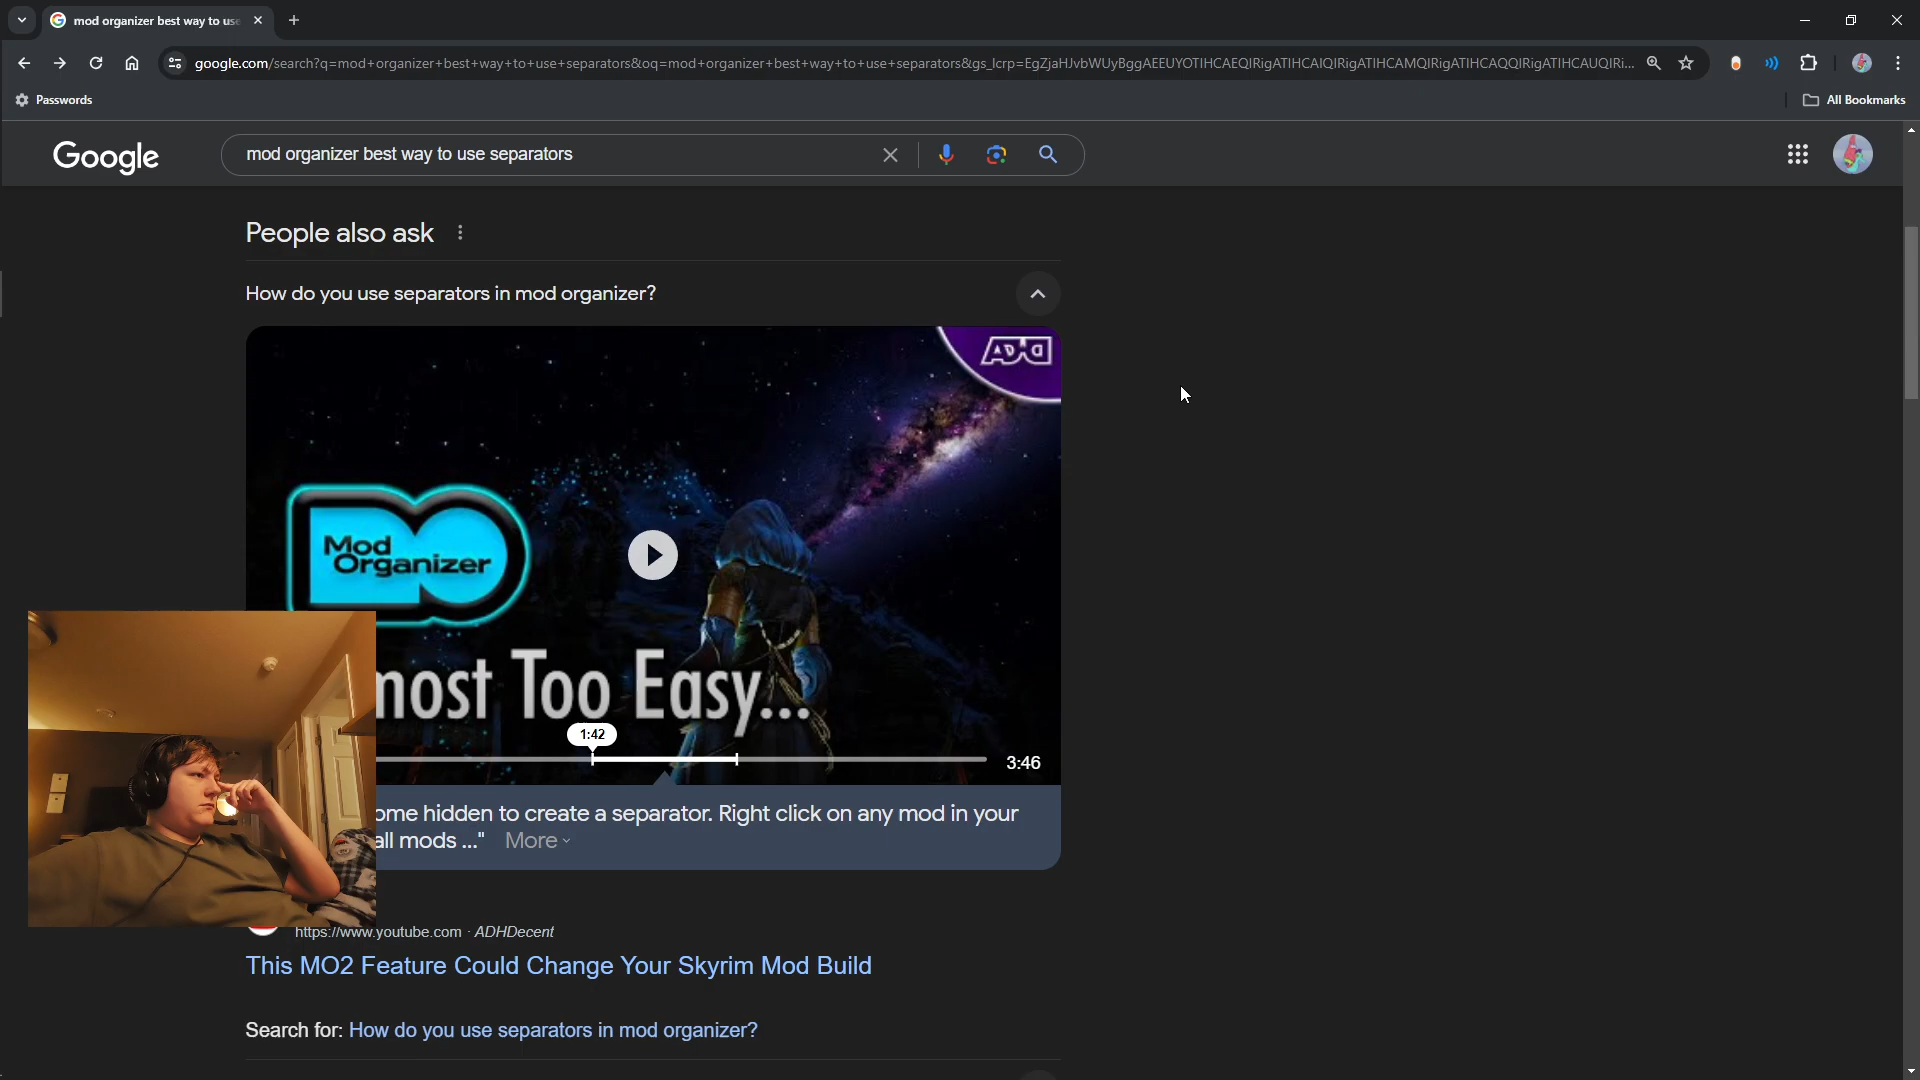 mod organizer best way to use
google.com/search?q=mod+organizer+best+way+to+use+separators&oq=mod+organizer+best+way+to+use+separators&gs_lcrp=EgZjaHJvbWUyBggAEEUYOTIHCAEQIRigATIHCAIQIRigATIHCAMQIRigATIHCAQQIRigATIHCAUQIRi...
Passwords
All Bookmarks
Google
mod organizer best way to use separators
People also ask
How do you use separators in mod organizer?
Mod
Organizer
most Too Easy...
1:42
3:46
ome hidden to create a separator. Right click on any mod in your
all mods ..." More
https://www.youtube.com · ADHDecent
This MO2 Feature Could Change Your Skyrim Mod Build
Search for: How do you use separators in mod organizer?